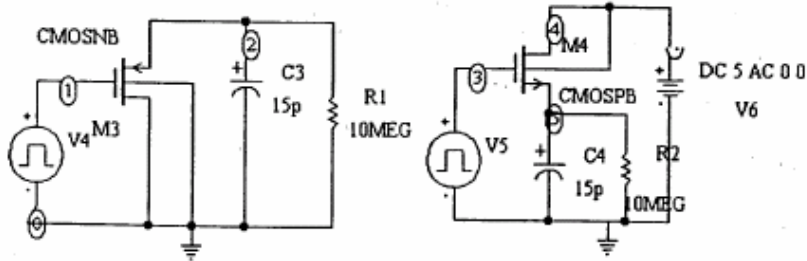 CMOSNB
2
1
C3
15p
R1
10MEG
V4
M3
0
4
M4
3
CMOSPB
DC 5 AC 0 0
V6
V5
C4
15p
R2
10MEG